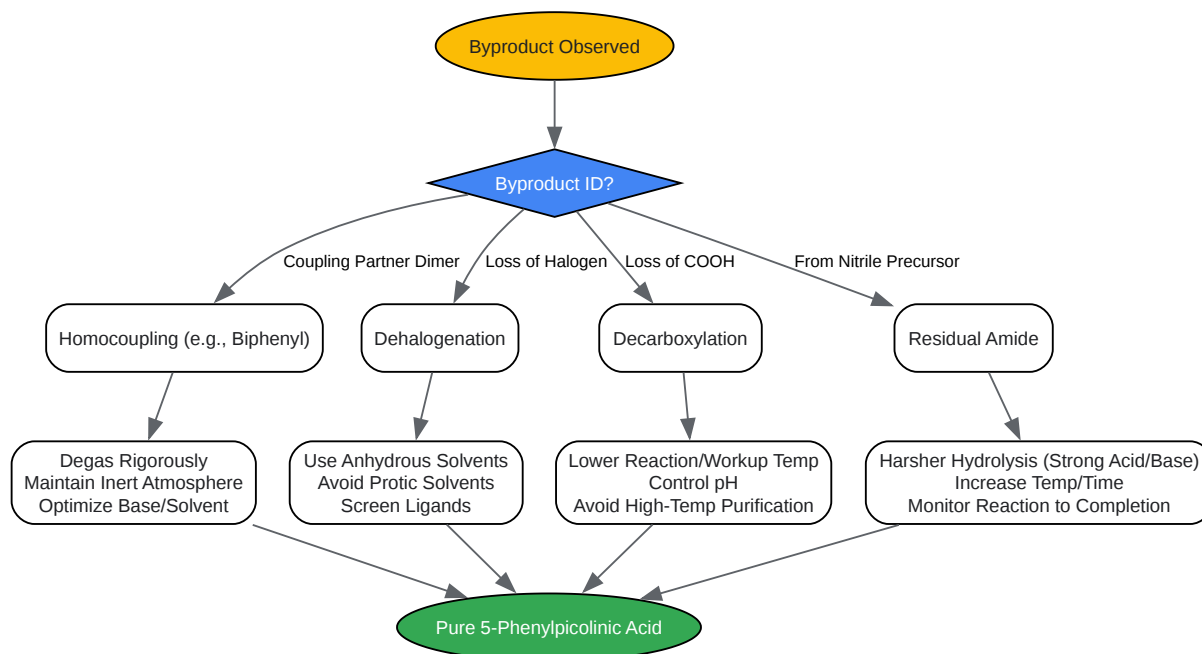 Byproduct Observed
Byproduct ID?
Coupling Partner Dimer
Loss of Halogen
Loss of COOH
From Nitrile Precursor
Homocoupling (e.g., Biphenyl)
Dehalogenation
Decarboxylation
Residual Amide
Degas Rigorously
Maintain Inert Atmosphere
Optimize Base/Solvent
Use Anhydrous Solvents
Avoid Protic Solvents
Screen Ligands
Lower Reaction/Workup Temp
Control pH
Avoid High-Temp Purification
Harsher Hydrolysis (Strong Acid/Base)
Increase Temp/Time
Monitor Reaction to Completion
Pure 5-Phenylpicolinic Acid